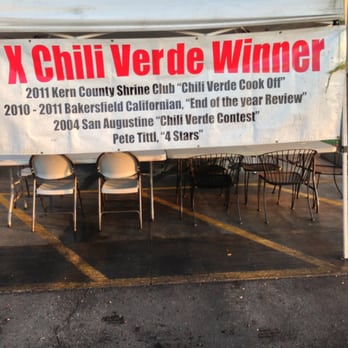 X Chili Verde Winner
2011 Kern County Shrine Club "Chili Verde Cook Off"
2010 - 2011 Bakersfield Californian, "End of the year Review"
2004 San Augustine "Chili Verde Contest"
Pete Tittl, "4 Stars"